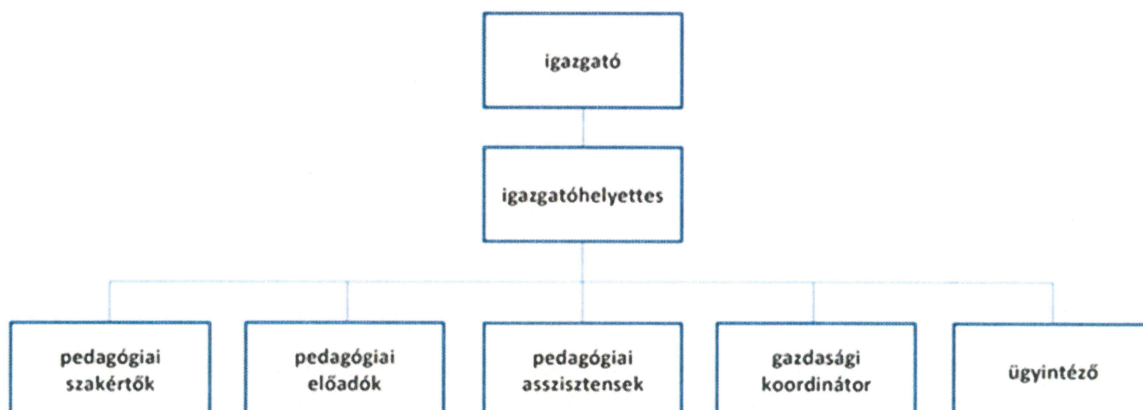 igazgató
igazgatóhelyettes
pedagógiai
szakértők
pedagógiai
előadók
pedagógiai
asszisztensek
gazdasági
koordinátor
ügyintéző